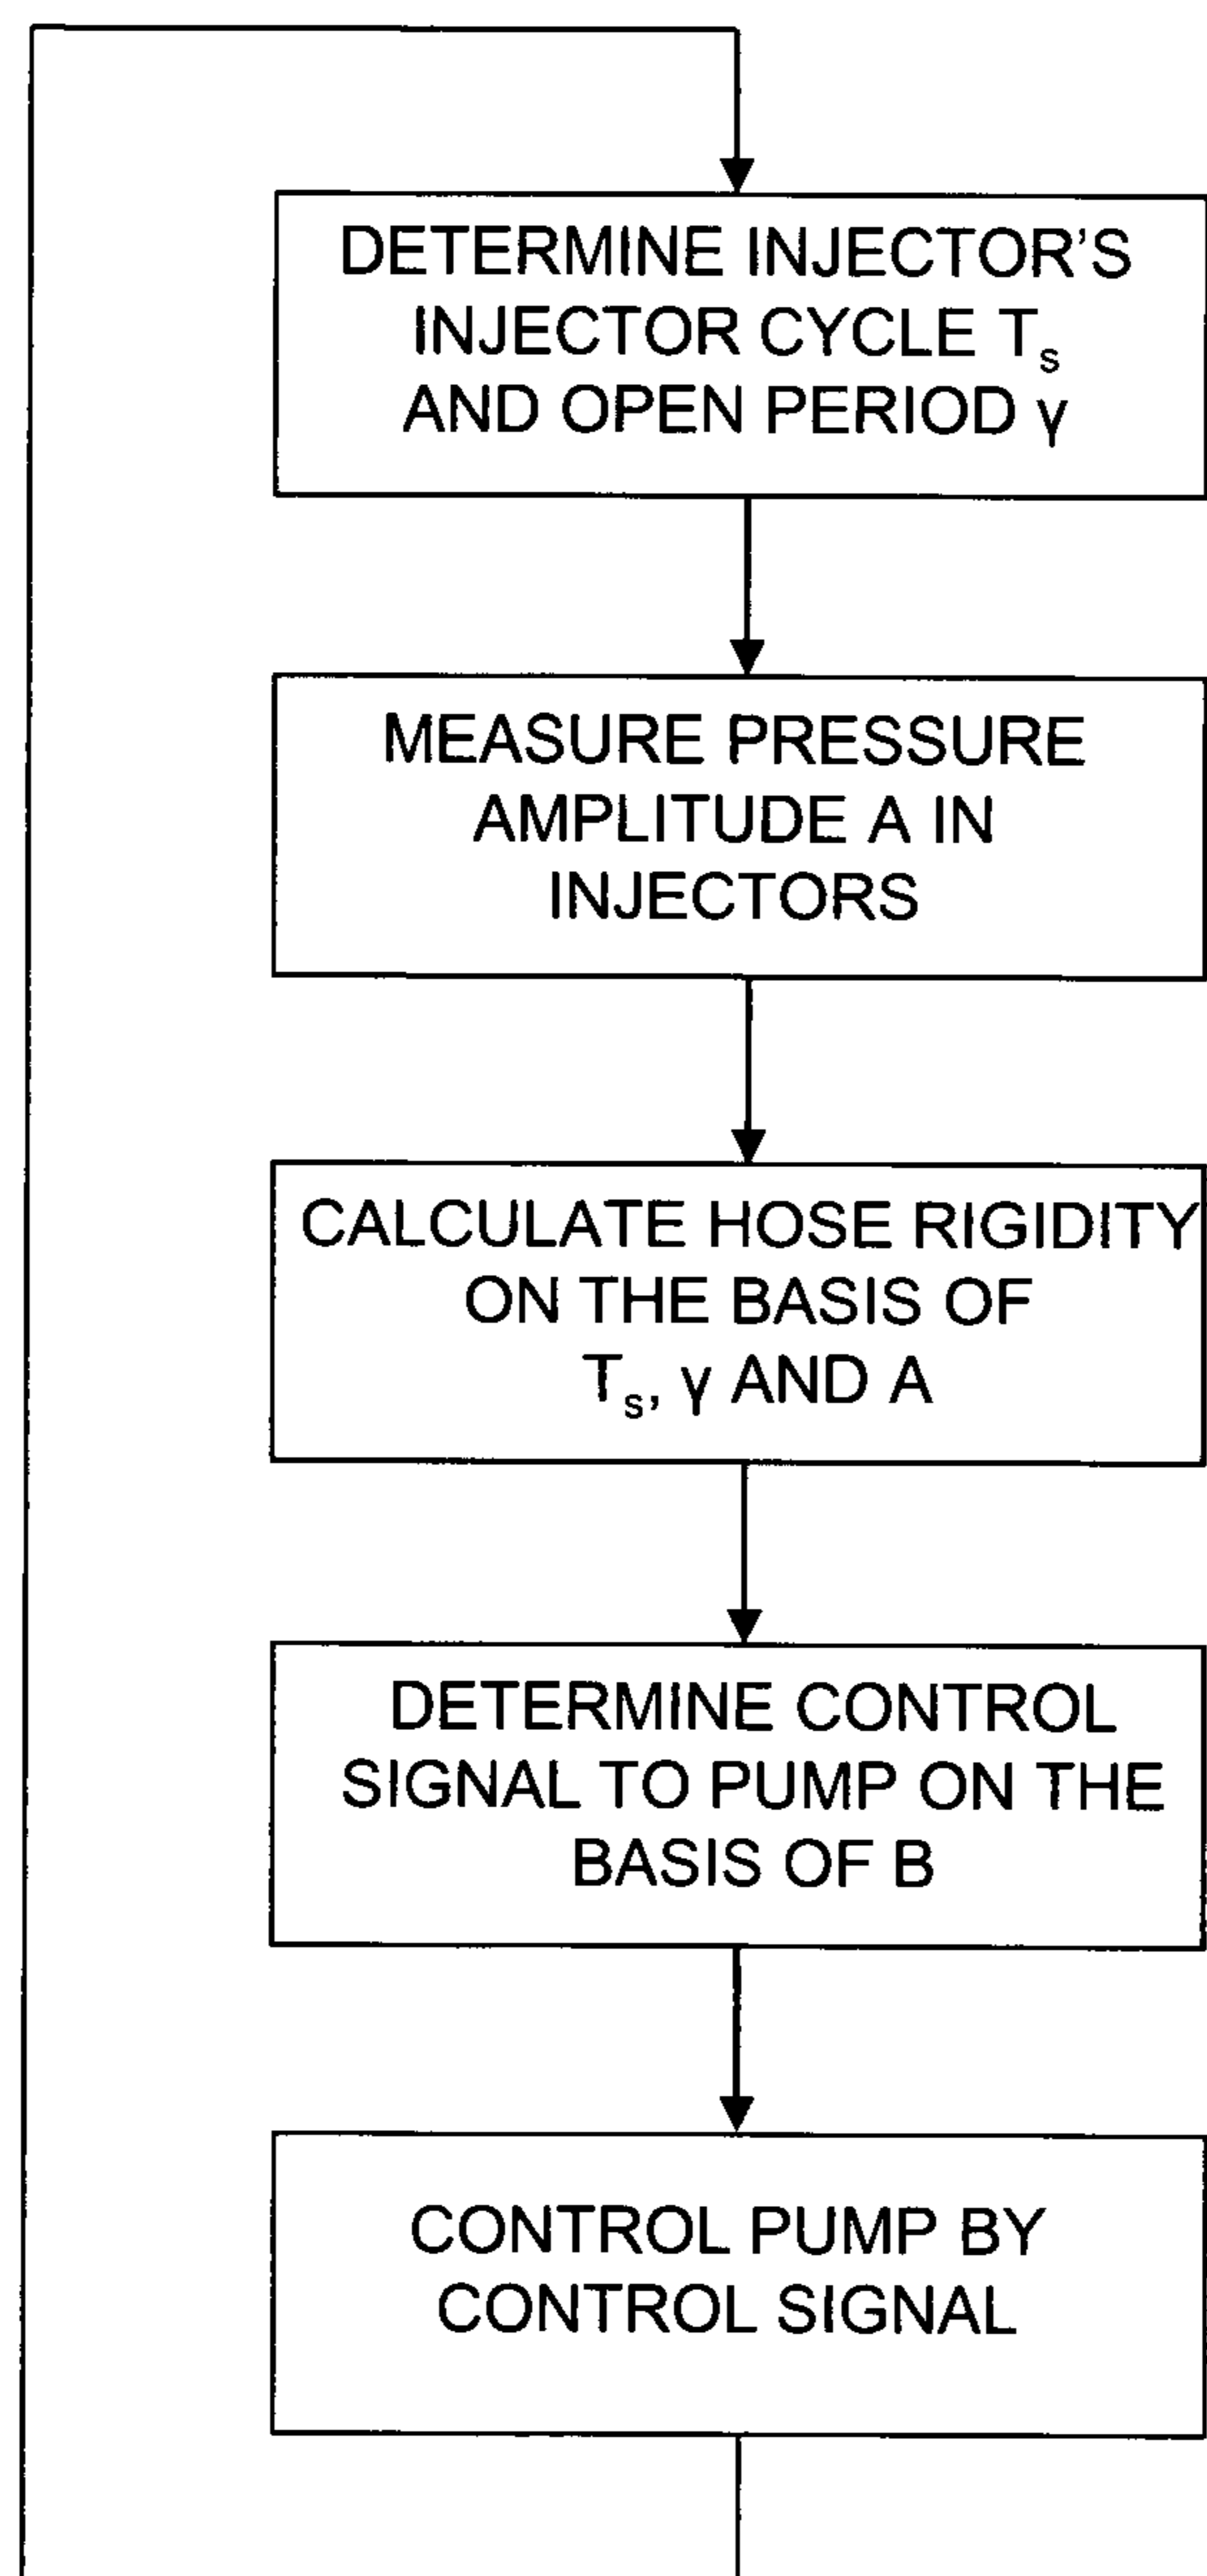 DETERMINE INJECTOR'S
INJECTOR CYCLE Ts
AND OPEN PERIOD γ
MEASURE PRESSURE
AMPLITUDE A IN
INJECTORS
CALCULATE HOSE RIGIDITY
ON THE BASIS OF
Ts, γ AND A
DETERMINE CONTROL
SIGNAL TO PUMP ON THE
BASIS OF B
CONTROL PUMP BY
CONTROL SIGNAL